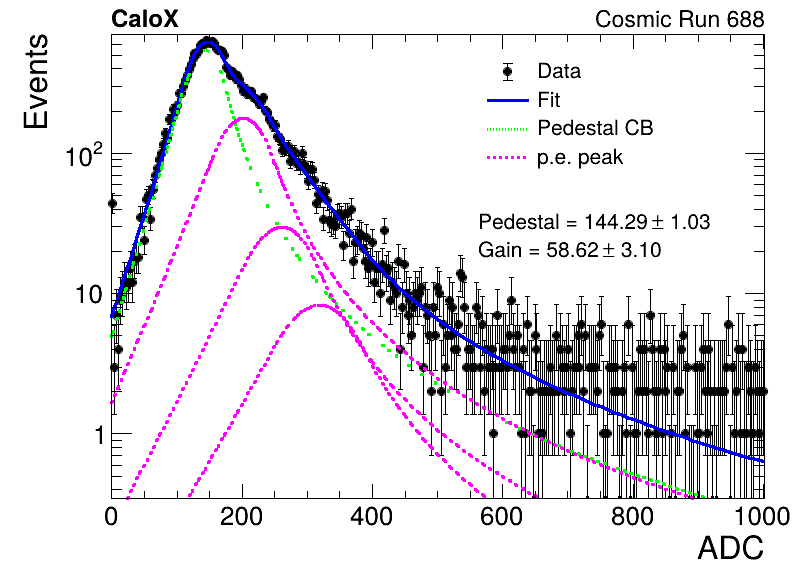 CaloX Cosmic Run 688
Events
Data
Fit
Pedestal CB
p.e. peak
Pedestal = 144.29 ± 1.03
Gain = 58.62 ± 3.10
10²
10
1
0 200 400 600 800 1000
ADC